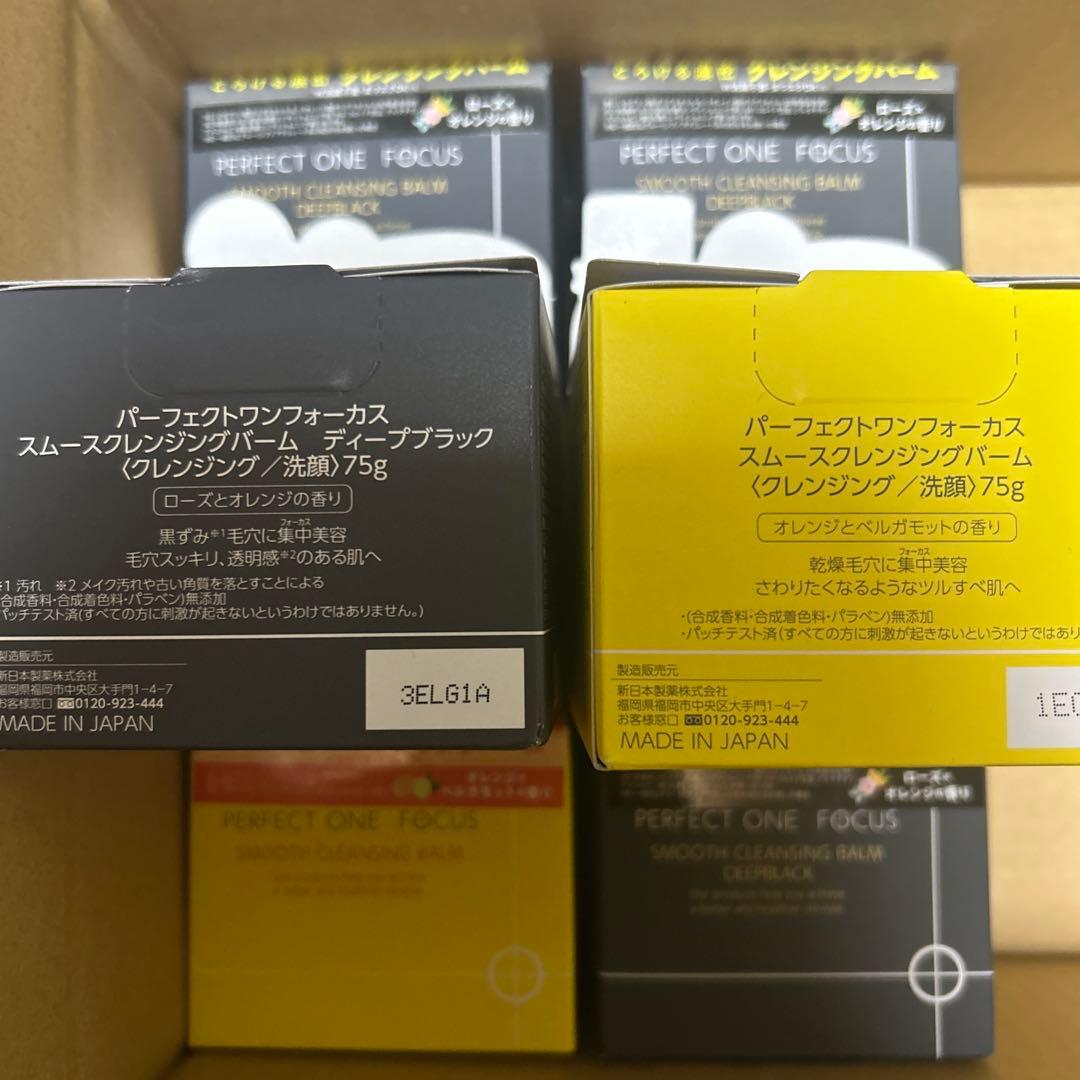 とろける濃密 クレンジングバーム
ローズと
オレンジの香り
PERFECT ONE FOCUS
SMOOTH CLEANSING BALM
DEEPBLACK
とろける濃密 クレンジングバーム
ローズと
オレンジの香り
PERFECT ONE FOCUS
SMOOTH CLEANSING BALM
DEEPBLACK
パーフェクトワンフォーカス
スムースクレンジングバーム ディープブラック
〈クレンジング／洗顔〉75g
ローズとオレンジの香り
フォーカス
黒ずみ※1毛穴に集中美容
毛穴スッキリ、透明感※2のある肌へ
*1 汚れ ※2 メイク汚れや古い角質を落とすことによる
(合成香料・合成着色料・パラベン)無添加
パッチテスト済(すべての方に刺激が起きないというわけではありません。)
製造販売元
新日本製薬株式会社
福岡県福岡市中央区大手門1-4-7
お客様窓口 0120-923-444
MADE IN JAPAN
3ELG1A
パーフェクトワンフォーカス
スムースクレンジングバーム
〈クレンジング／洗顔〉75g
オレンジとベルガモットの香り
フォーカス
乾燥毛穴に集中美容
さわりたくなるようなツルすべ肌へ
・(合成香料・合成着色料・パラベン)無添加
・パッチテスト済(すべての方に刺激が起きないというわけではあり
製造販売元
新日本製薬株式会社
福岡県福岡市中央区大手門1-4-7
お客様窓口 0120-923-444
MADE IN JAPAN
オレンジと
ベルガモットの香り
PERFECT ONE FOCUS
SMOOTH CLEANSING BALM
ローズと
オレンジの香り
PERFECT ONE FOCUS
SMOOTH CLEANSING BALM
DEEPBLACK